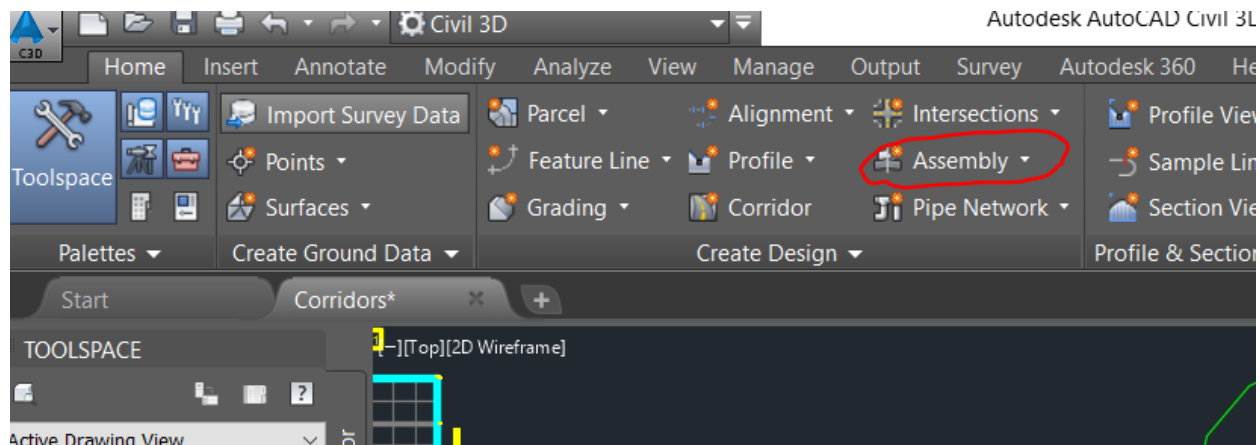 Civil 3D
Autodesk AutoCAD Civil 3D
C3D
Home Insert Annotate Modify Analyze View Manage Output Survey Autodesk 360 He
Import Survey Data Parcel Alignment Intersections Profile View
Toolspace Points Feature Line Profile Assembly Sample Lin
Surfaces Grading Corridor Pipe Network Section Vie
Palettes Create Ground Data Create Design Profile & Section
Start Corridors* +
TOOLSPACE
[−][Top][2D Wireframe]
?
Active Drawing View